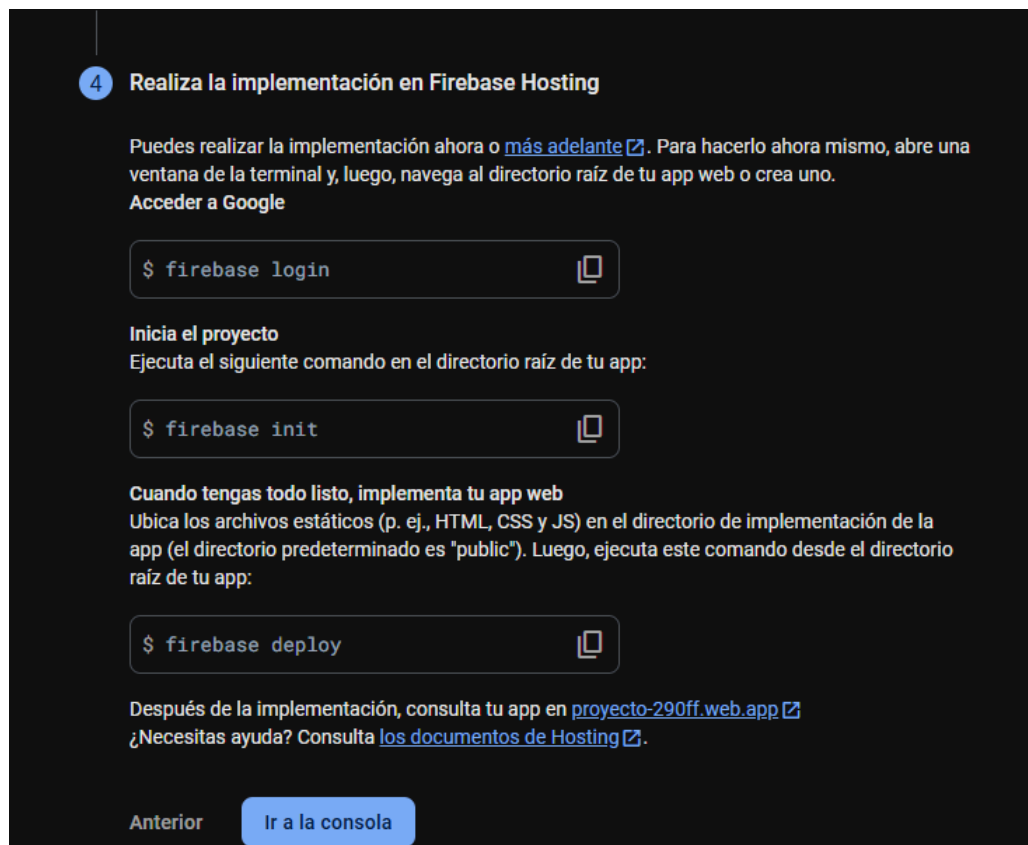 4 Realiza la implementación en Firebase Hosting
Puedes realizar la implementación ahora o más adelante. Para hacerlo ahora mismo, abre una
ventana de la terminal y, luego, navega al directorio raíz de tu app web o crea uno.
Acceder a Google
$ firebase login
Inicia el proyecto
Ejecuta el siguiente comando en el directorio raíz de tu app:
$ firebase init
Cuando tengas todo listo, implementa tu app web
Ubica los archivos estáticos (p. ej., HTML, CSS y JS) en el directorio de implementación de la
app (el directorio predeterminado es "public"). Luego, ejecuta este comando desde el directorio
raíz de tu app:
$ firebase deploy
Después de la implementación, consulta tu app en proyecto-290ff.web.app
¿Necesitas ayuda? Consulta los documentos de Hosting.
Anterior Ir a la consola